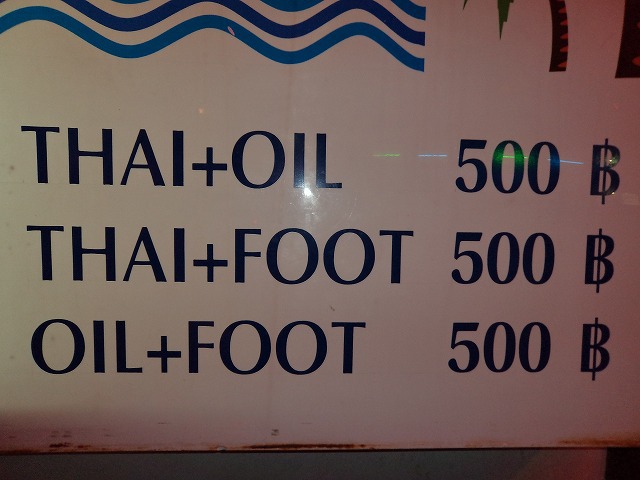 THAI+OIL 500 ฿
THAI+FOOT 500 ฿
OIL+FOOT 500 ฿